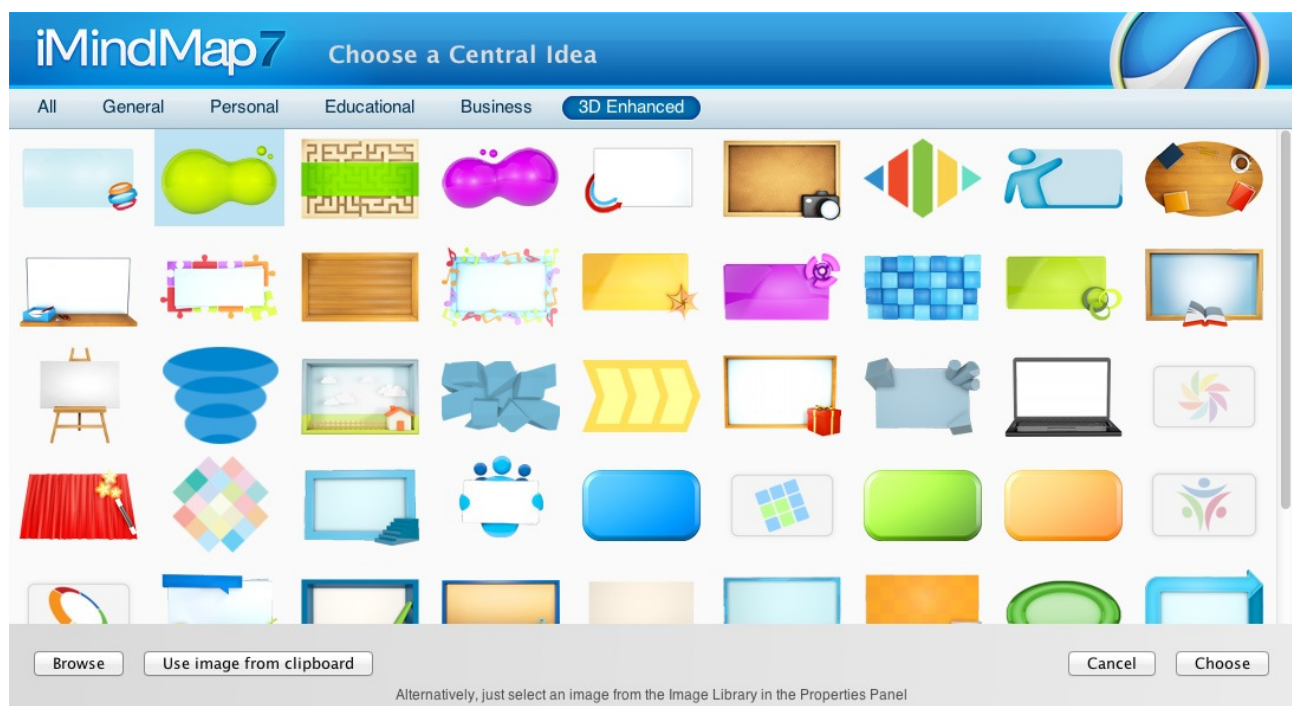 iMindMap7 Choose a Central Idea
All General Personal Educational Business 3D Enhanced
Browse Use image from clipboard Cancel Choose
Alternatively, just select an image from the Image Library in the Properties Panel